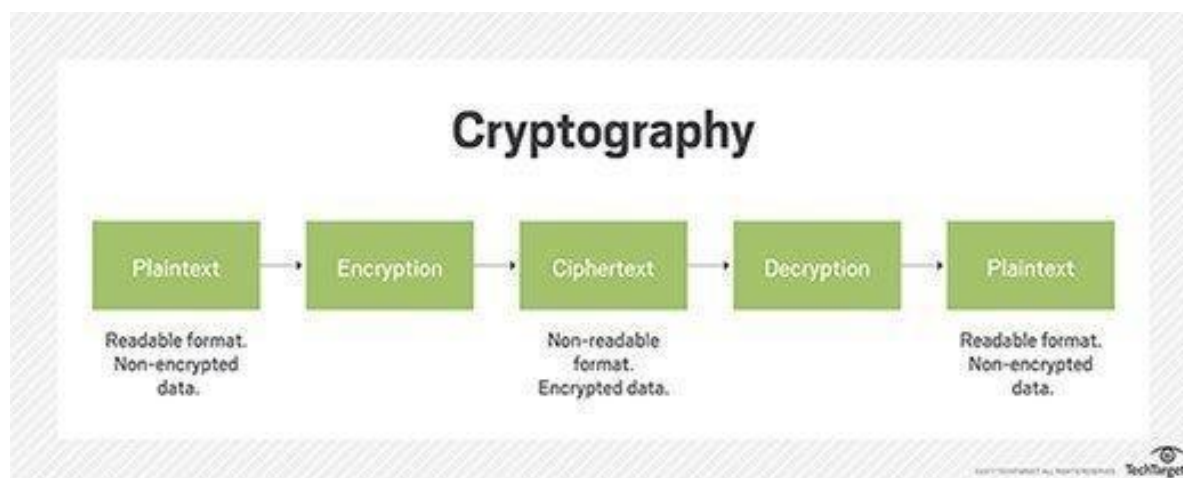 Cryptography
Plaintext
Encryption
Ciphertext
Decryption
Plaintext
Readable format.
Non-encrypted
data.
Non-readable
format.
Encrypted data.
Readable format.
Non-encrypted
data.
TechTarget